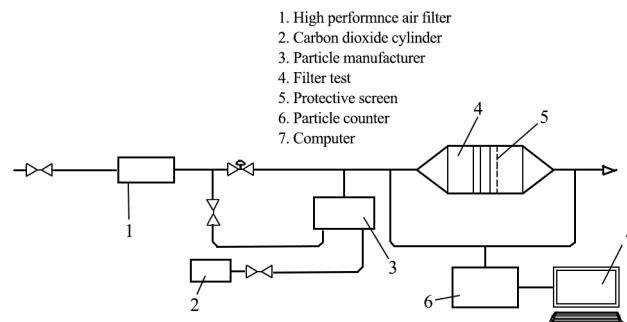 1. High performnce air filter
2. Carbon dioxide cylinder
3. Particle manufacturer
4. Filter test
5. Protective screen
6. Particle counter
7. Computer
4
5
1
3
2
6